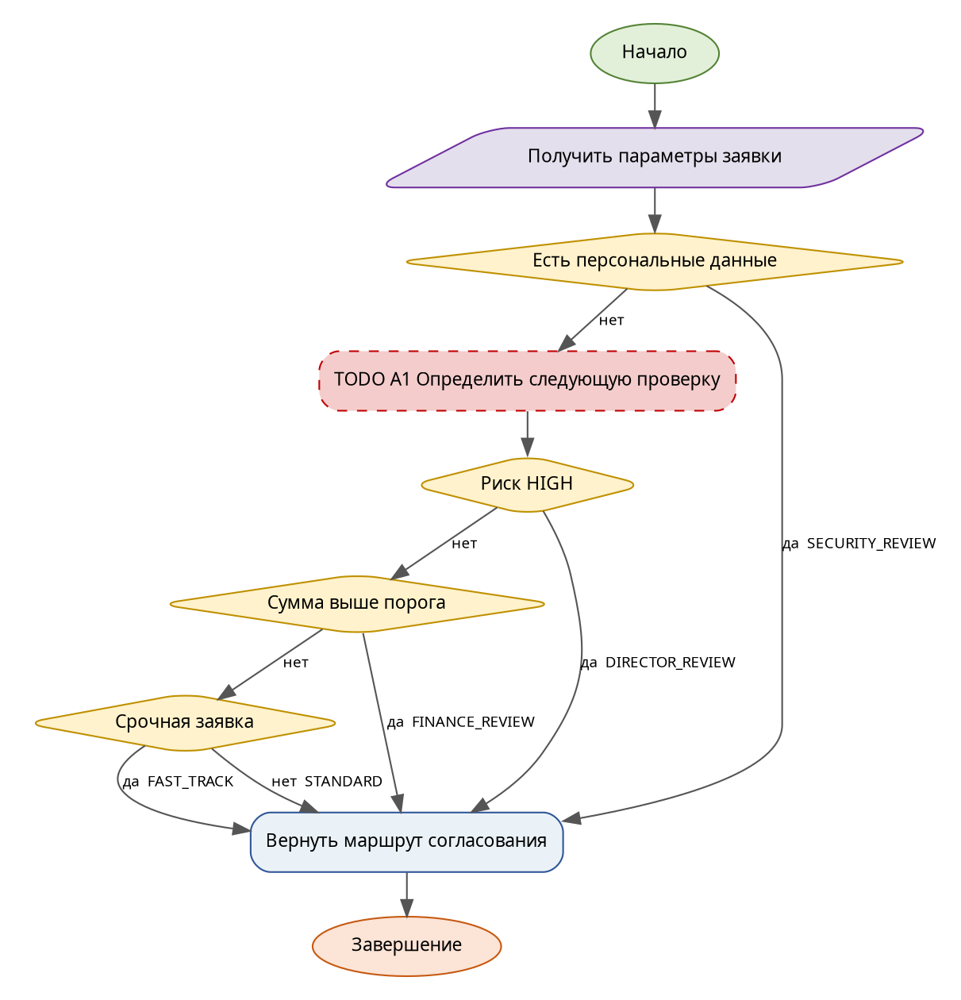 Начало
Получить параметры заявки
Есть персональные данные
нет
TODO A1 Определить следующую проверку
Риск HIGH
нет
да SECURITY_REVIEW
Сумма выше порога
нет
да DIRECTOR_REVIEW
Срочная заявка
да FINANCE_REVIEW
да FAST_TRACK
нет STANDARD
Вернуть маршрут согласования
Завершение